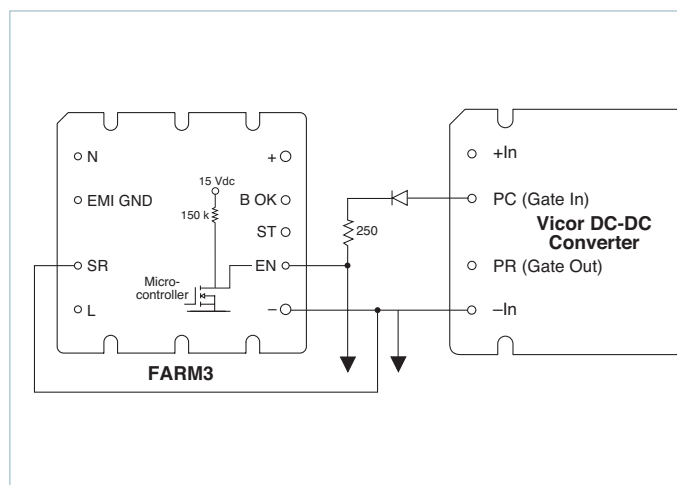 N
EMI GND
SR
L
15 Vdc
150 k
Micro-
controller
+
B OK
ST
EN
–
FARM3
250
+In
PC (Gate In)
Vicor DC-DC
Converter
PR (Gate Out)
–In